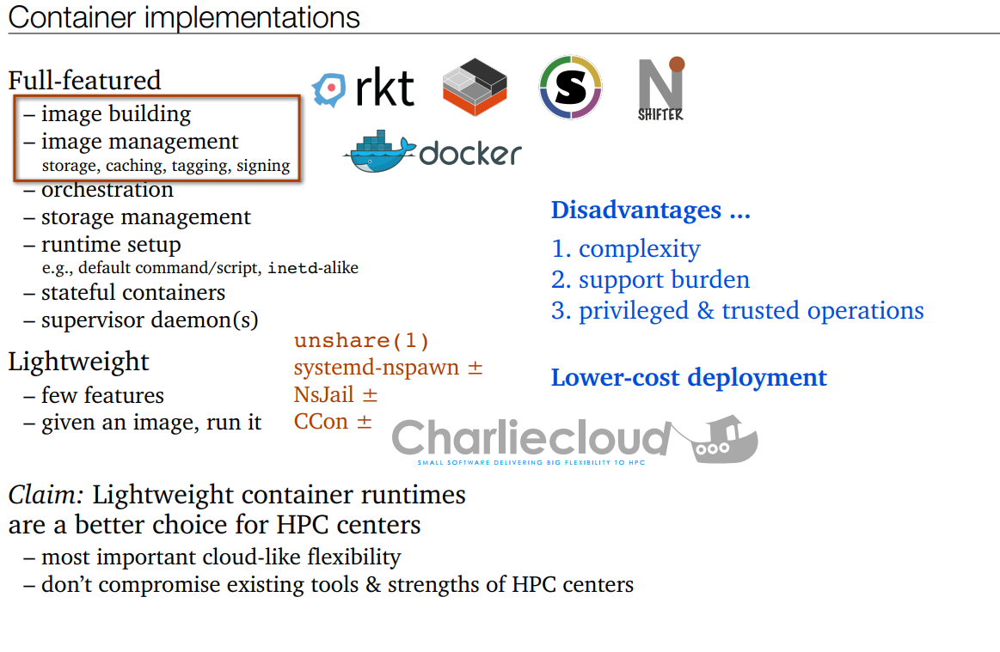 Container implementations
Full-featured
– image building
– image management
storage, caching, tagging, signing
– orchestration
– storage management
– runtime setup
e.g., default command/script, inetd-alike
– stateful containers
– supervisor daemon(s)
rkt
S
N
SHIFTER
docker
Disadvantages ...
1. complexity
2. support burden
3. privileged & trusted operations
Lightweight
– few features
– given an image, run it
unshare(1)
systemd-nspawn ±
NsJail ±
CCon ±
Lower-cost deployment
Charliecloud
SMALL SOFTWARE DELIVERING BIG FLEXIBILITY TO HPC
Claim: Lightweight container runtimes
are a better choice for HPC centers
– most important cloud-like flexibility
– don’t compromise existing tools & strengths of HPC centers